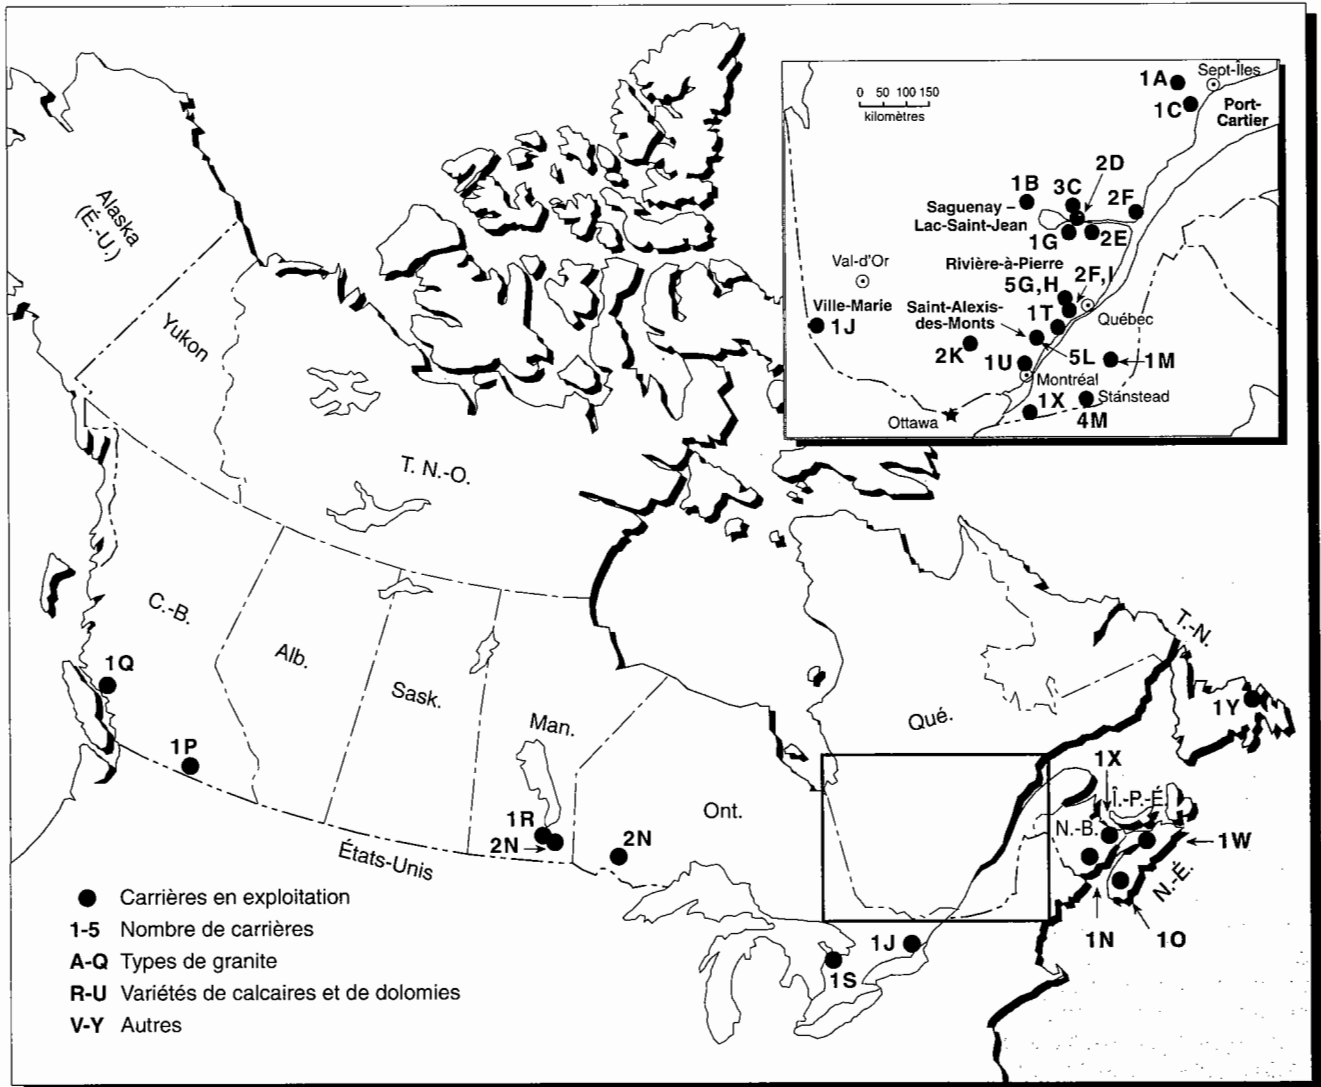 Alaska
(É.-U.)
Yukon
T. N.-O.
C.-B.
Alb.
Sask.
Man.
Ont.
Qué.
T.-N.
1Q
1P
1R
2N
2N
États-Unis
1J
1S
1Y
1X
Î.-P.-É.
N.-B.
1W
N.-É.
1N
1O
0 50 100 150
kilomètres
1A
Sept-Îles
1C
Port-
Cartier
2D
1B
3C
2F
Saguenay –
Lac-Saint-Jean
1G
2E
Val-d'Or
Rivière-à-Pierre
5G,H
2F,I
Ville-Marie
1J
Saint-Alexis-
des-Monts
1T
Québec
2K
1U
5L
1M
Montréal
1X
Stanstead
4M
Ottawa
Carrières en exploitation
1-5 Nombre de carrières
A-Q Types de granite
R-U Variétés de calcaires et de dolomies
V-Y Autres